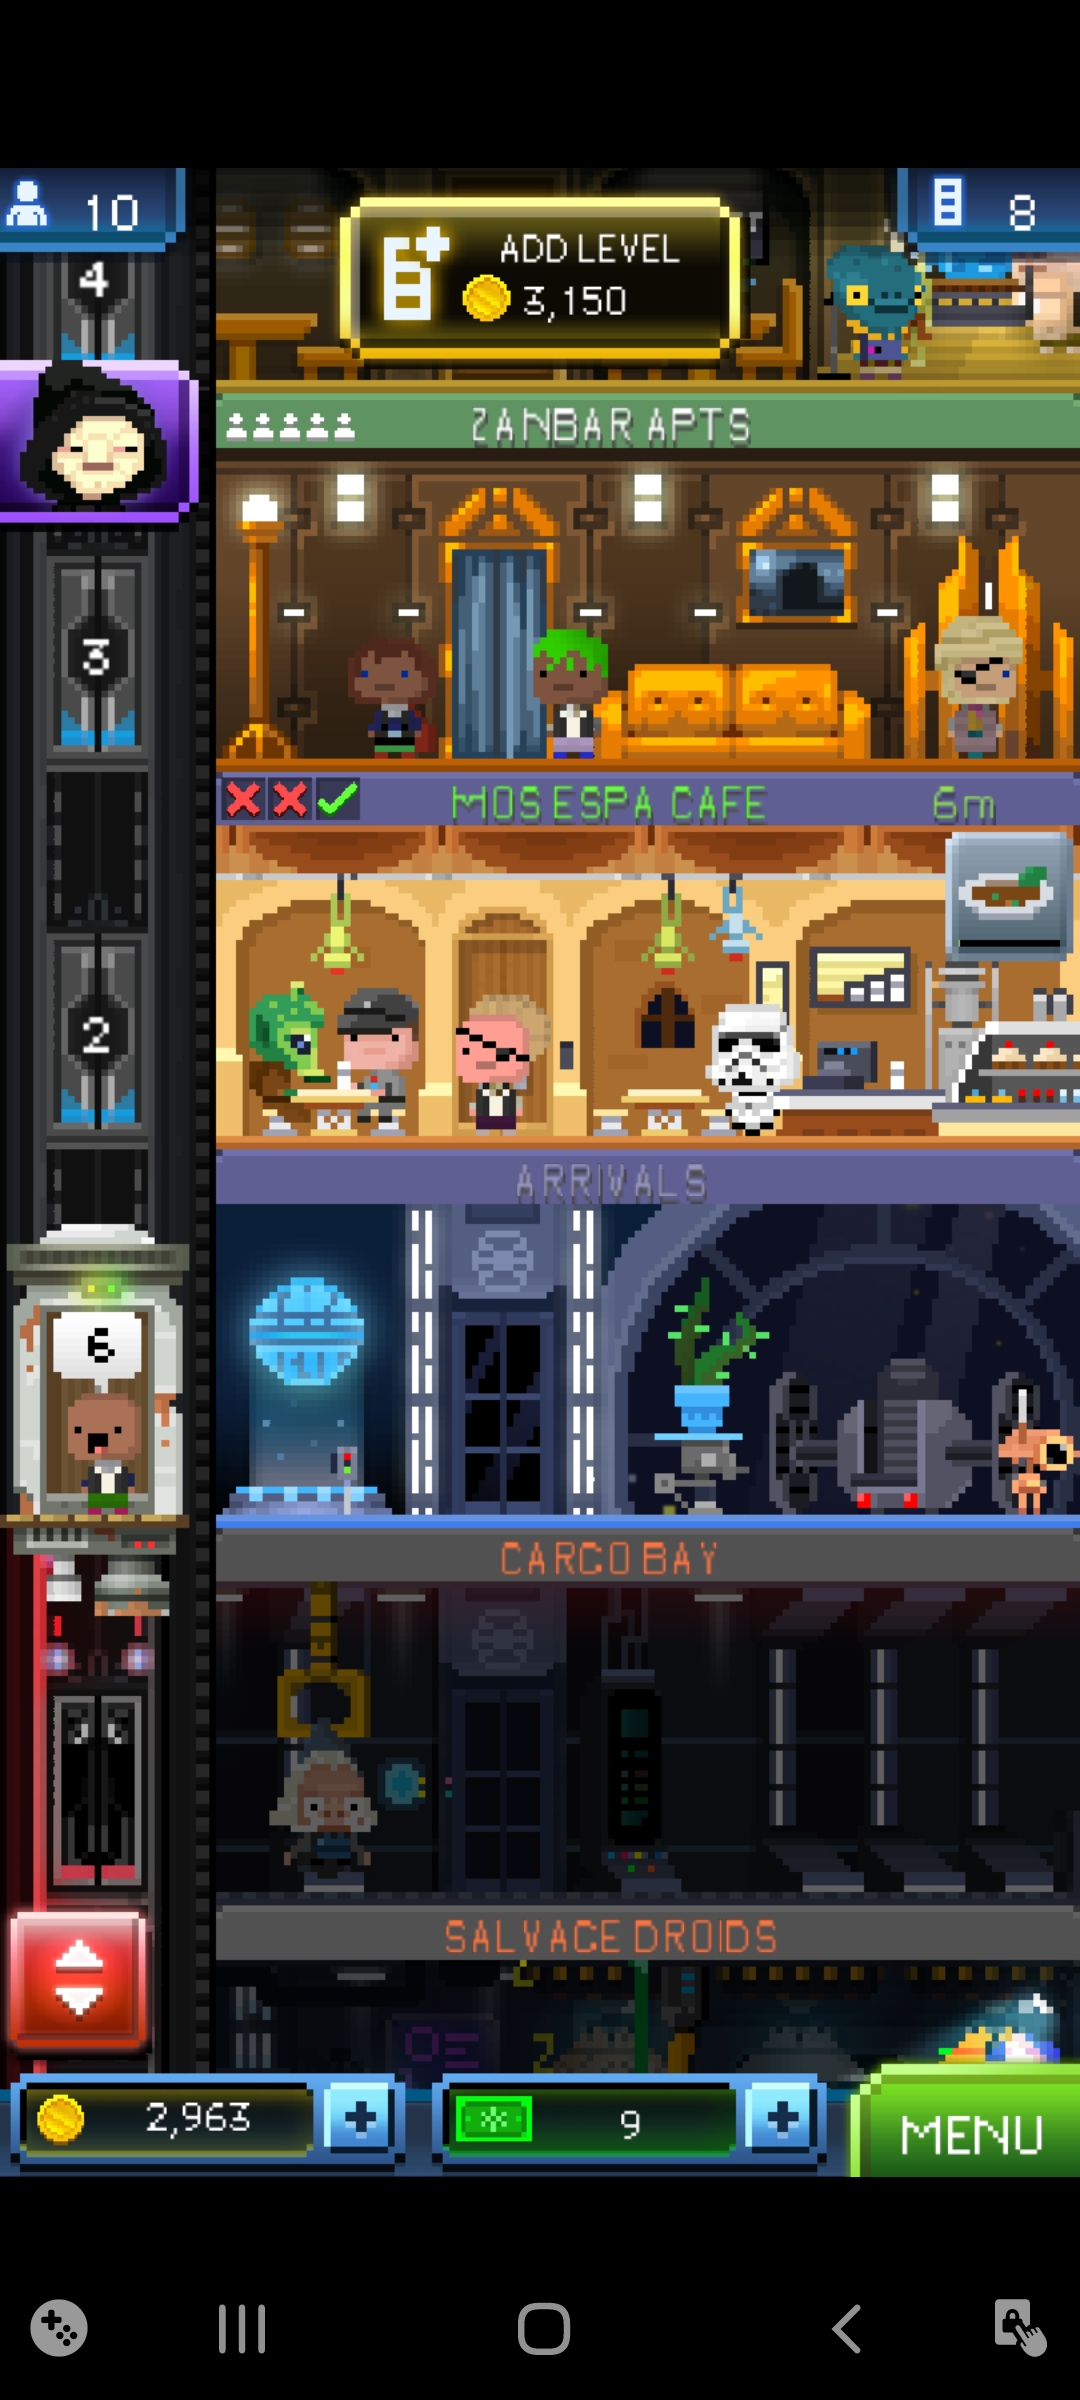 10
ADD LEVEL
3,150
8
4
ZANBAR APTS
3
MOS ESPA CAFE
6m
2
ARRIVALS
6
CARGO BAY
SALVAGE DROIDS
2,963
9
MENU